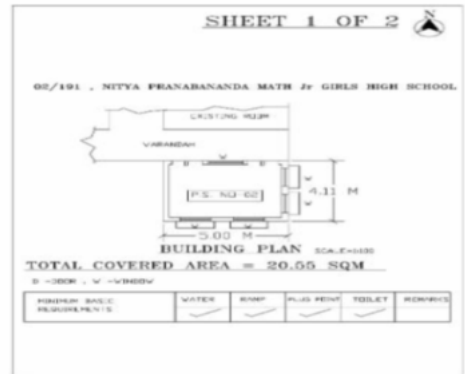 SHEET 1 OF 2
N
02/191 , NITYA PRANABANANDA MATH Jr GIRLS HIGH SCHOOL
EXISTING ROOM
VARANDAH
D W D
P.S. NO-02
W
W
4.11 M
W W
5.00 M
BUILDING PLAN
TOTAL COVERED AREA = 20.55 SQM
D -DOOR , W -WINDOW
MINIMUM BASIC REQUIREMENTS WATER RAMP PLUG POINT TOILET REMARKS